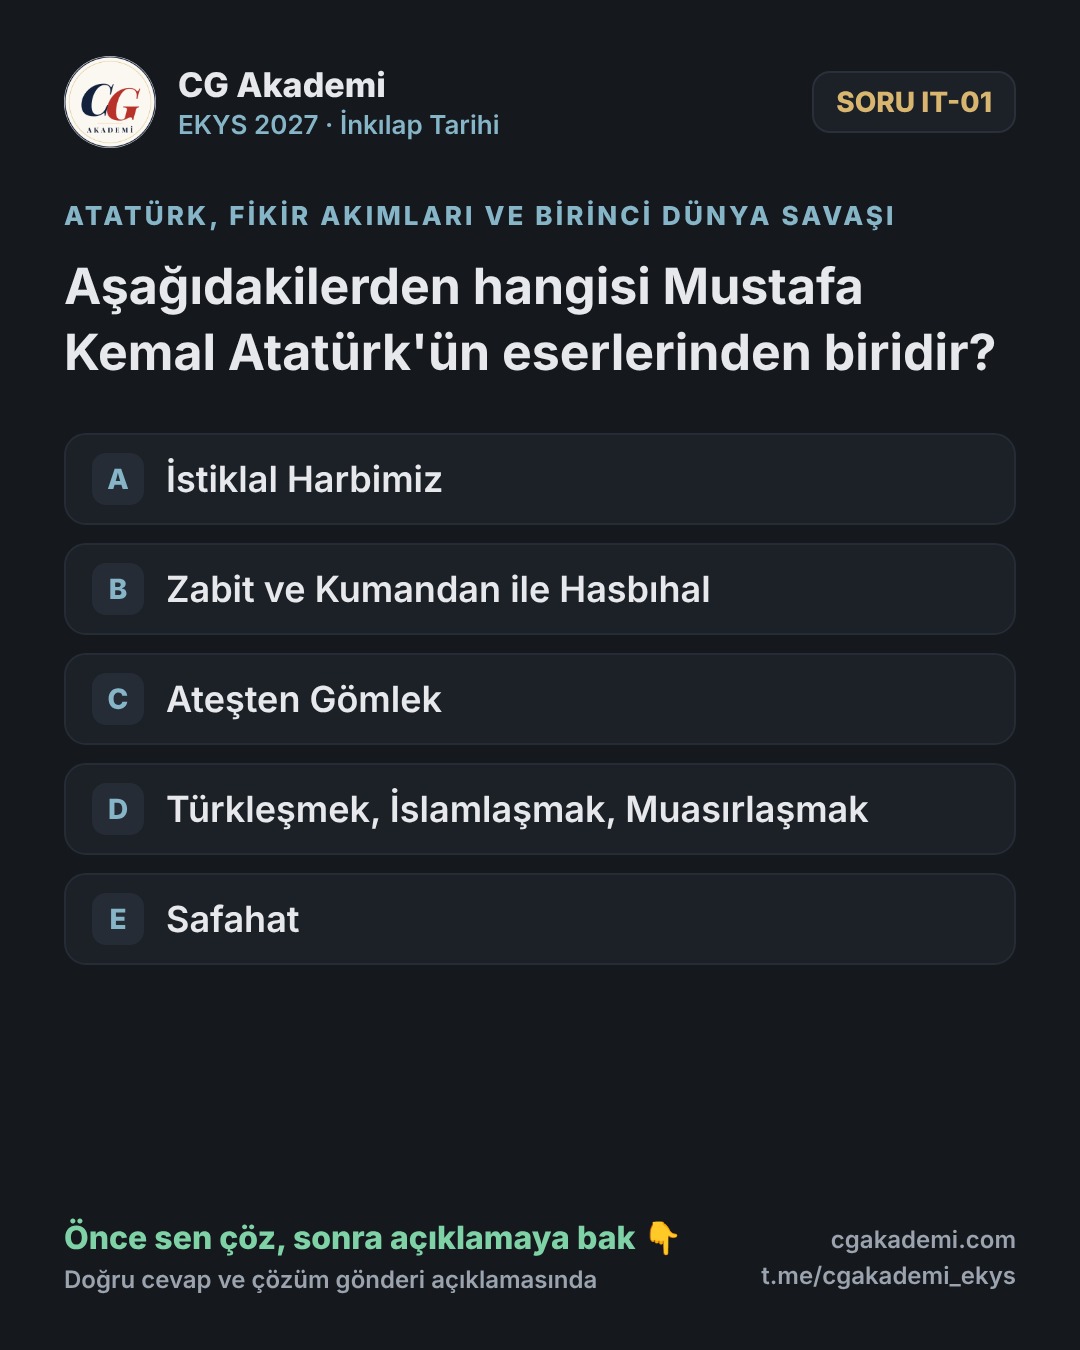 CG
AKADEMİ
CG Akademi
EKYS 2027 · İnkılap Tarihi
SORU IT-01
ATATÜRK, FİKİR AKIMLARI VE BİRİNCİ DÜNYA SAVAŞI
Aşağıdakilerden hangisi Mustafa
Kemal Atatürk'ün eserlerinden biridir?
A İstiklal Harbimiz
B Zabit ve Kumandan ile Hasbıhal
C Ateşten Gömlek
D Türkleşmek, İslamlaşmak, Muasırlaşmak
E Safahat
Önce sen çöz, sonra açıklamaya bak 👇
Doğru cevap ve çözüm gönderi açıklamasında
cgakademi.com
t.me/cgakademi_ekys